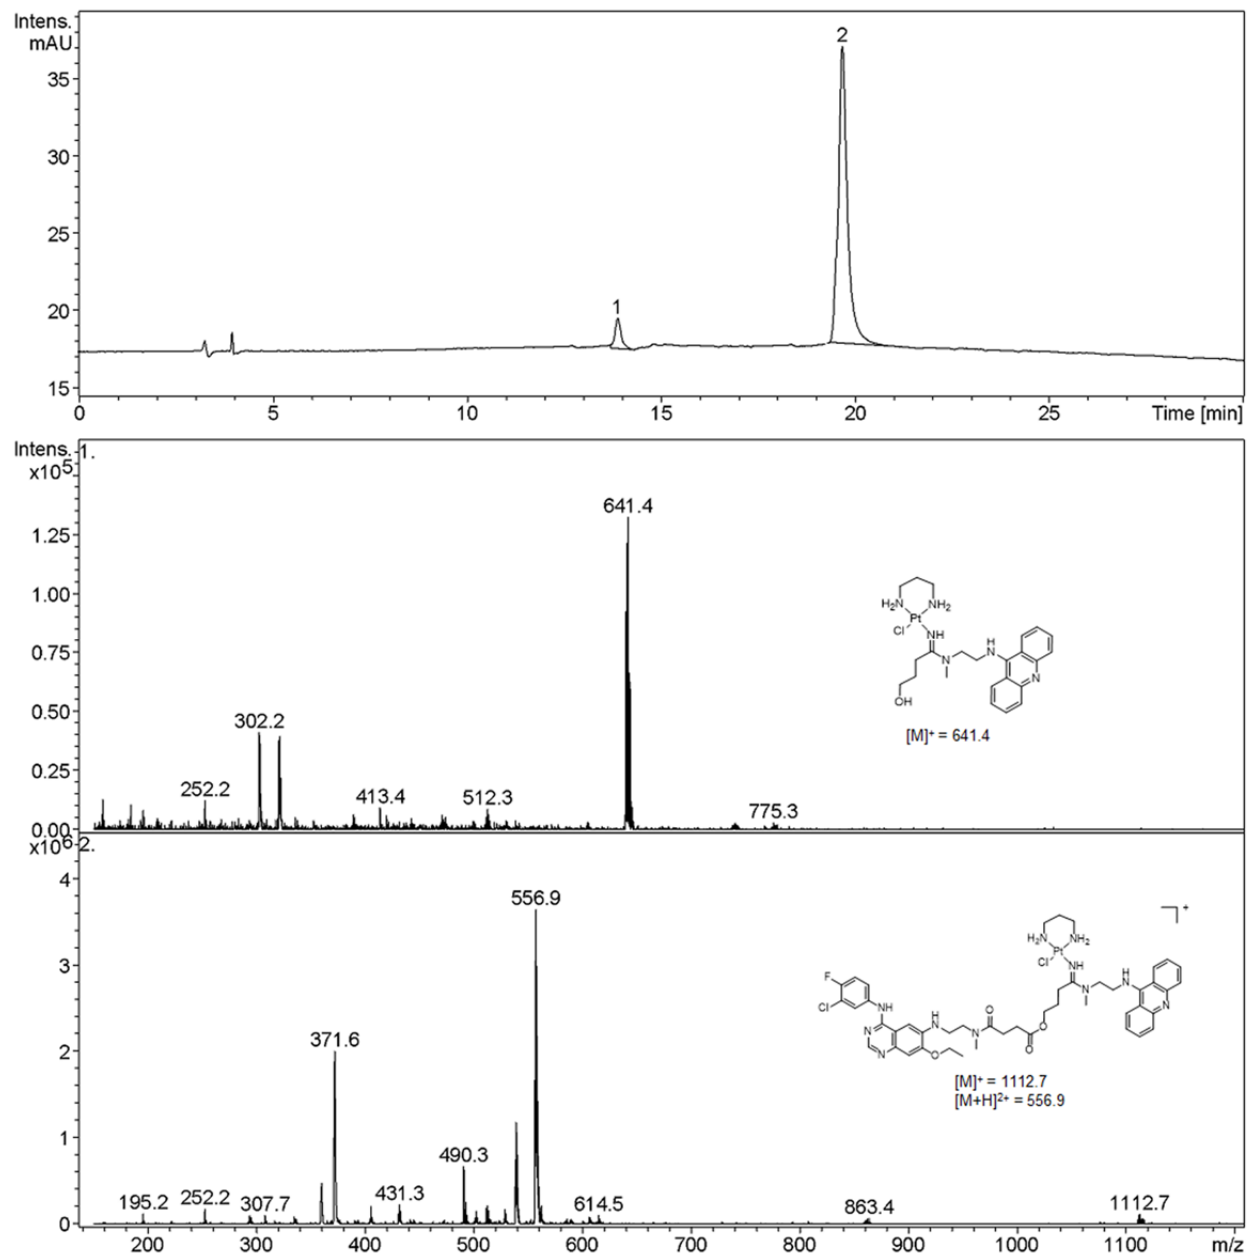 Intens.
mAU
2
35
30
25
1
20
15
0 5 10 15 20 25 Time [min]
Intens.
x10⁵
1.
641.4
1.25
1.00
0.75
0.50
0.25
0.00
302.2
252.2
413.4
512.3
775.3
H₂N NH₂
Pt
Cl NH
H
N
N
N
OH
[M]⁺ = 641.4
x10⁶
2.
4
3
2
1
0
556.9
371.6
490.3
431.3
195.2
252.2
307.7
614.5
863.4
1112.7
+
H₂N NH₂
Pt
Cl NH
H
N
N
N
F
Cl
NH
H
N
O
N
N
N
O
O
O
[M]⁺ = 1112.7
[M+H]²⁺ = 556.9
200 300 400 500 600 700 800 900 1000 1100 m/z